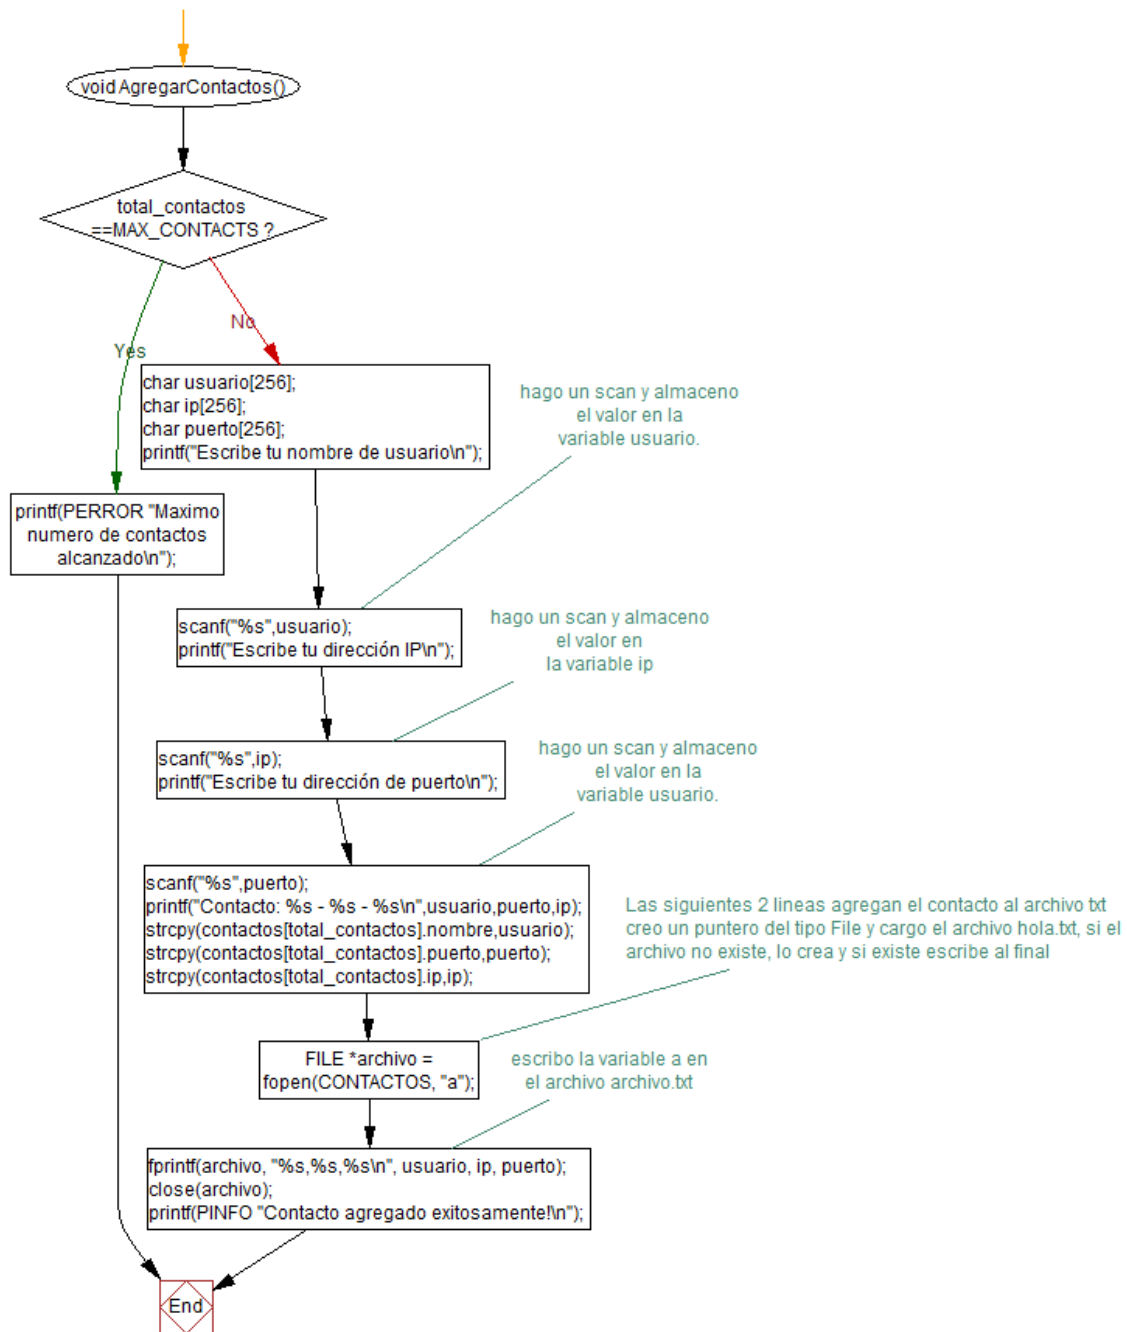 void AgregarContactos()
total_contactos
==MAX_CONTACTS ?
No
Yes
char usuario[256];
char ip[256];
char puerto[256];
printf("Escribe tu nombre de usuario\n");
hago un scan y almaceno
el valor en la
variable usuario.
printf(PERROR "Maximo
numero de contactos
alcanzado\n");
scanf("%s",usuario);
printf("Escribe tu dirección IP\n");
hago un scan y almaceno
el valor en
la variable ip
scanf("%s",ip);
printf("Escribe tu dirección de puerto\n");
hago un scan y almaceno
el valor en la
variable usuario.
scanf("%s",puerto);
printf("Contacto: %s - %s - %s\n",usuario,puerto,ip);
strcpy(contactos[total_contactos].nombre,usuario);
strcpy(contactos[total_contactos].puerto,puerto);
strcpy(contactos[total_contactos].ip,ip);
Las siguientes 2 lineas agregan el contacto al archivo txt
creo un puntero del tipo File y cargo el archivo hola.txt, si el
archivo no existe, lo crea y si existe escribe al final
FILE *archivo =
fopen(CONTACTOS, "a");
escribo la variable a en
el archivo archivo.txt
fprintf(archivo, "%s,%s,%s\n", usuario, ip, puerto);
close(archivo);
printf(PINFO "Contacto agregado exitosamente!\n");
End